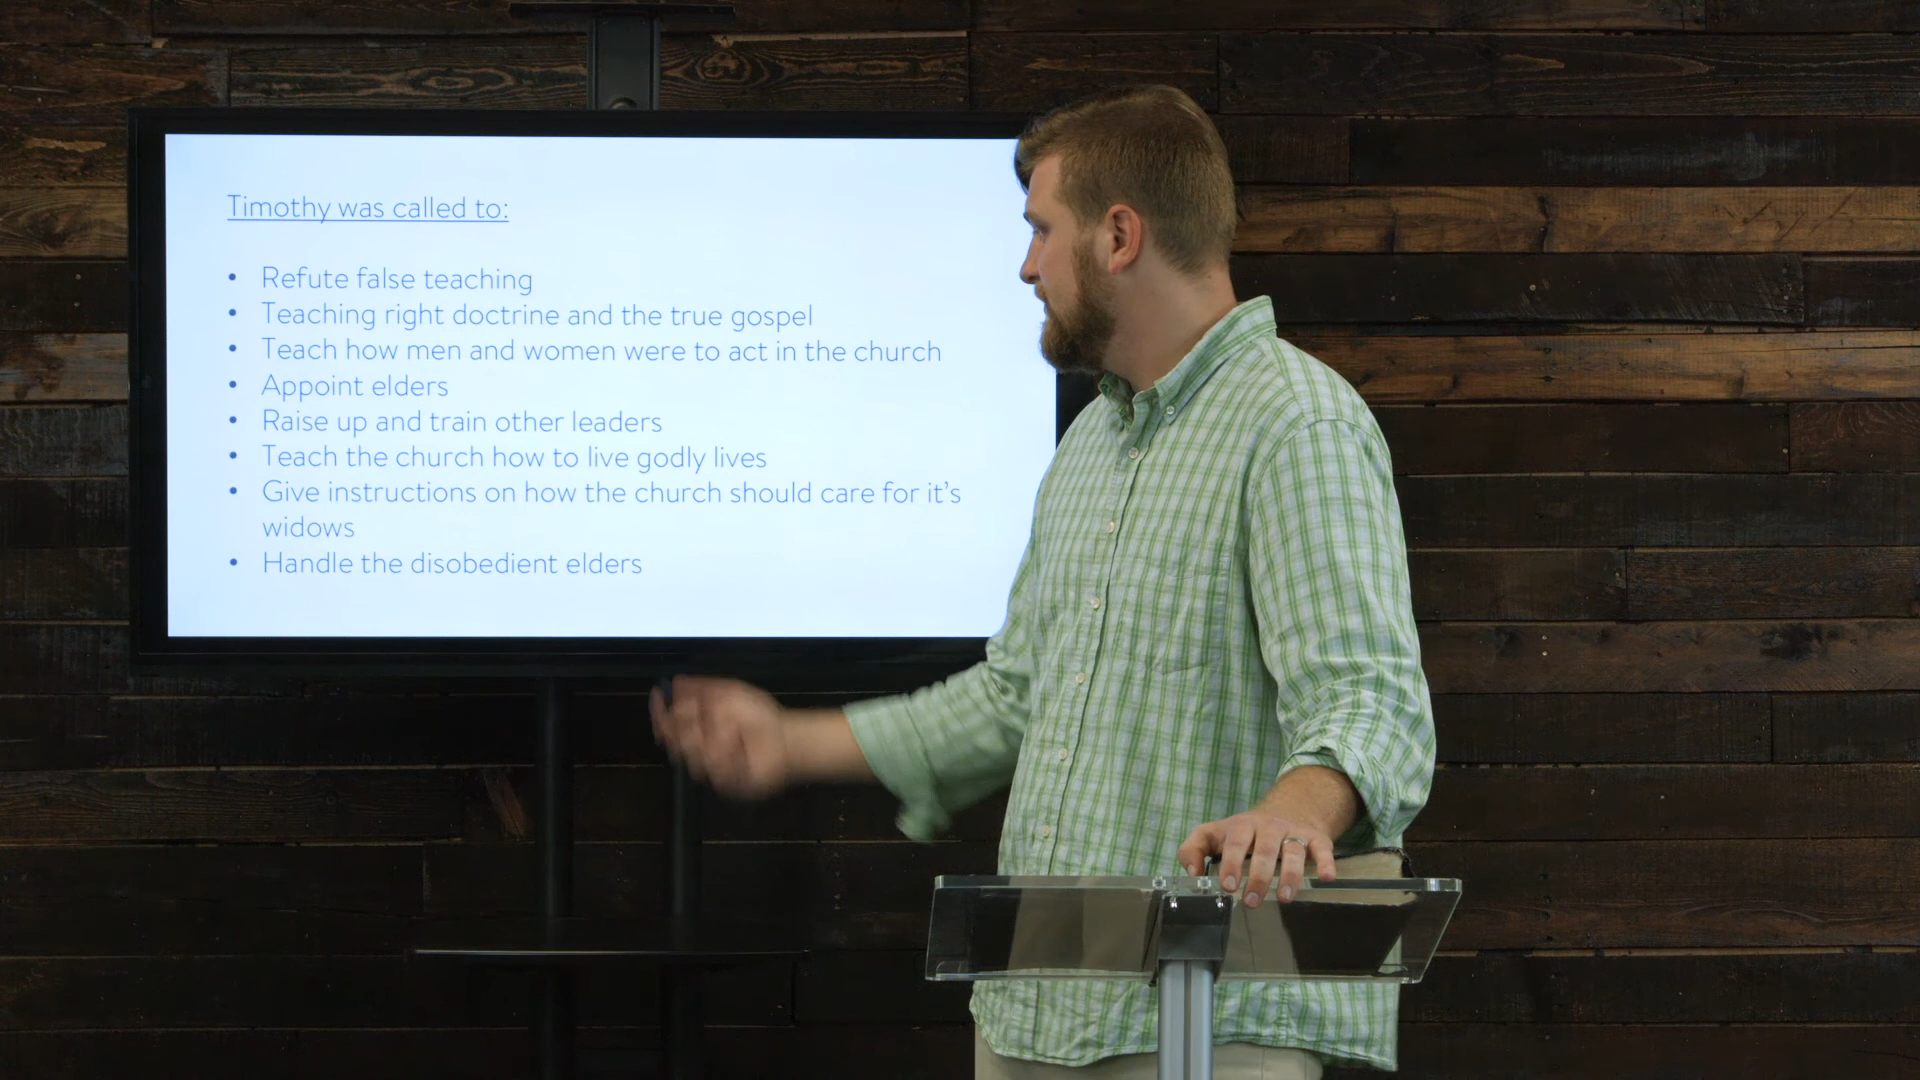 Timothy was called to:
• Refute false teaching
• Teaching right doctrine and the true gospel
• Teach how men and women were to act in the church
• Appoint elders
• Raise up and train other leaders
• Teach the church how to live godly lives
• Give instructions on how the church should care for it's
widows
• Handle the disobedient elders